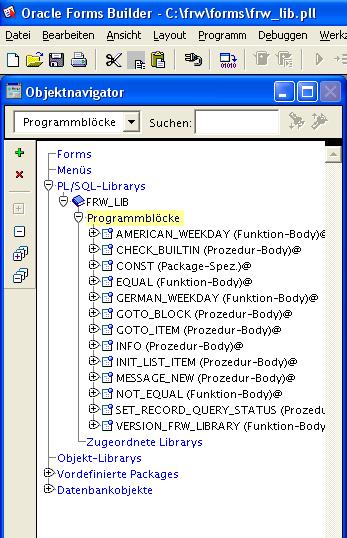 Oracle Forms Builder - C:\frw\forms\frw_lib.pll
Datei Bearbeiten Ansicht Layout Programm Debuggen Werkz
Objektnavigator
Programmblöcke Suchen:
Forms
Menüs
PL/SQL-Librarys
FRW_LIB
Programmblöcke
AMERICAN_WEEKDAY (Funktion-Body)@
CHECK_BUILTIN (Prozedur-Body)@
CONST (Package-Spez.)@
EQUAL (Funktion-Body)@
GERMAN_WEEKDAY (Funktion-Body)@
GOTO_BLOCK (Prozedur-Body)@
GOTO_ITEM (Prozedur-Body)@
INFO (Prozedur-Body)@
INIT_LIST_ITEM (Prozedur-Body)@
MESSAGE_NEW (Prozedur-Body)@
NOT_EQUAL (Funktion-Body)@
SET_RECORD_QUERY_STATUS (Prozedu
VERSION_FRW_LIBRARY (Funktion-Body
Zugeordnete Librarys
Objekt-Librarys
Vordefinierte Packages
Datenbankobjekte